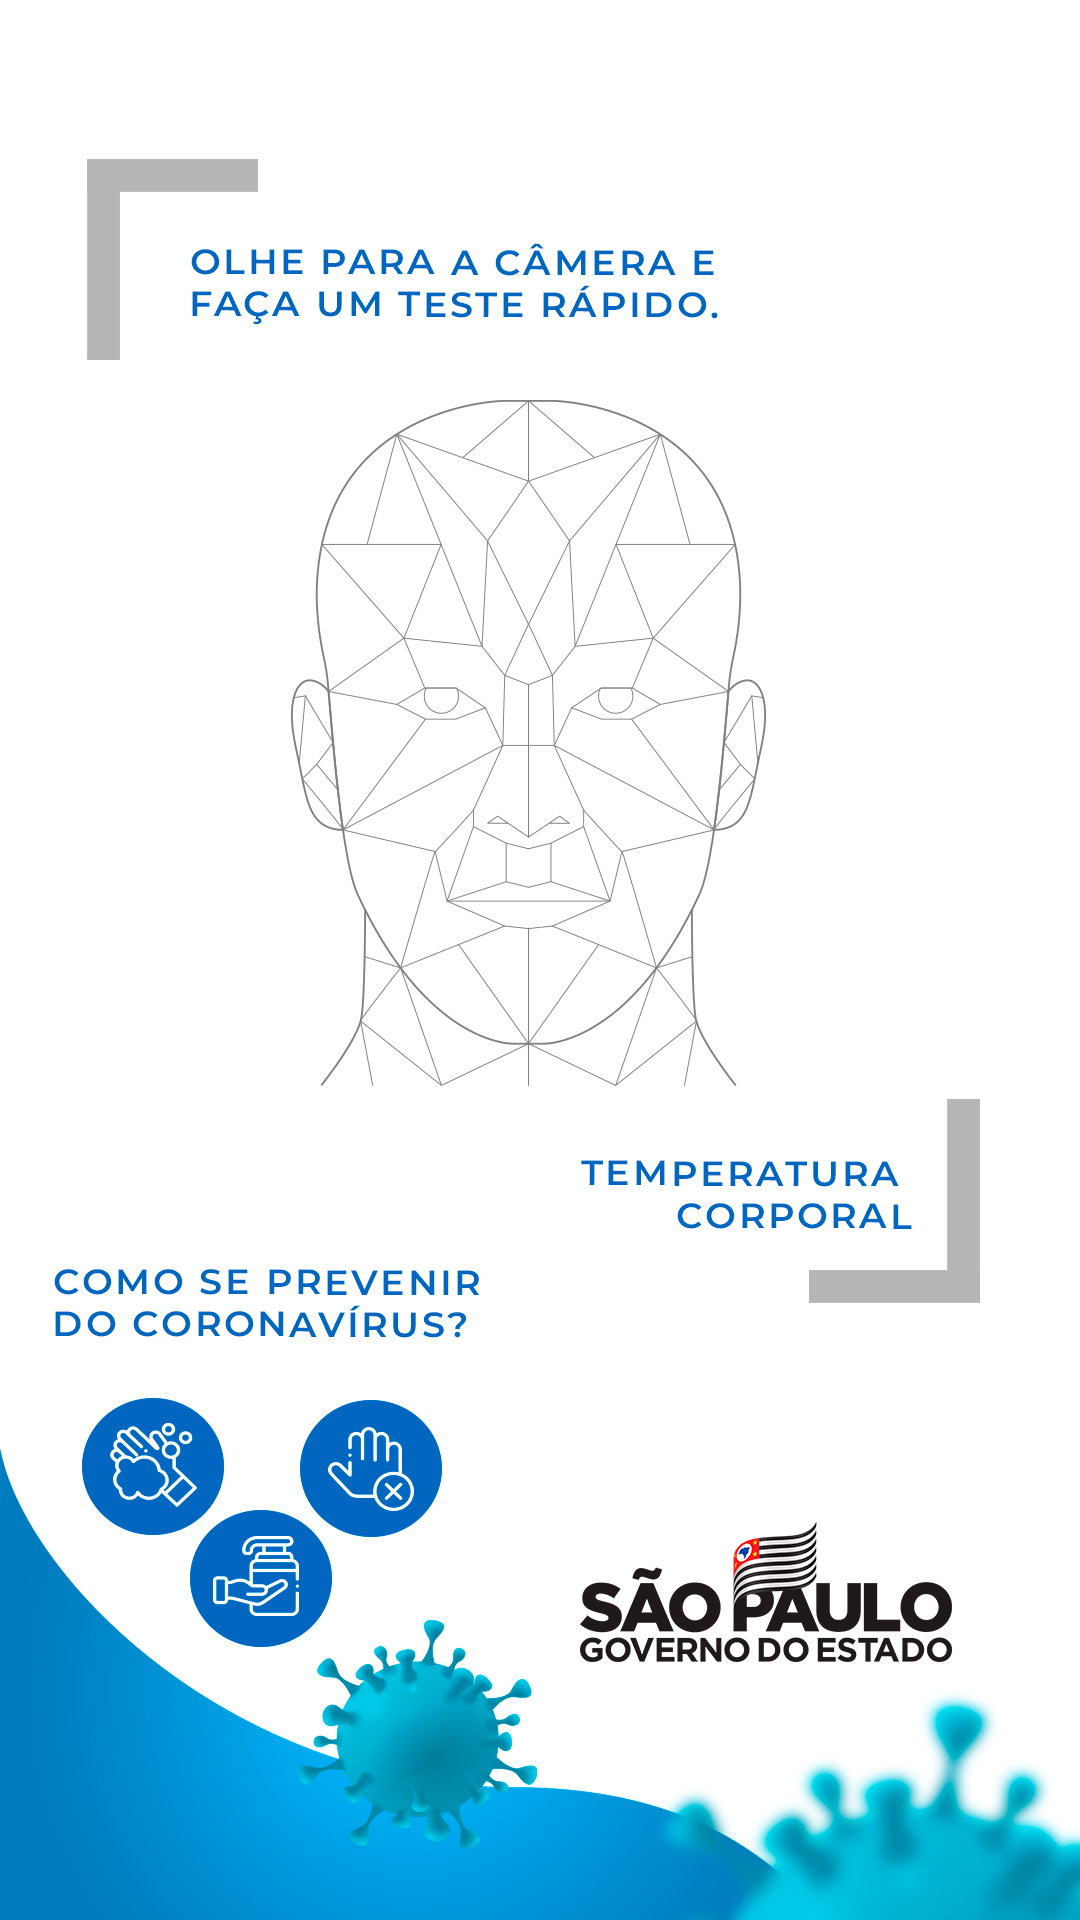 OLHE PARA A CÂMERA E
FAÇA UM TESTE RÁPIDO.
TEMPERATURA
CORPORAL
COMO SE PREVENIR
DO CORONAVÍRUS?
SÃO PAULO
GOVERNO DO ESTADO